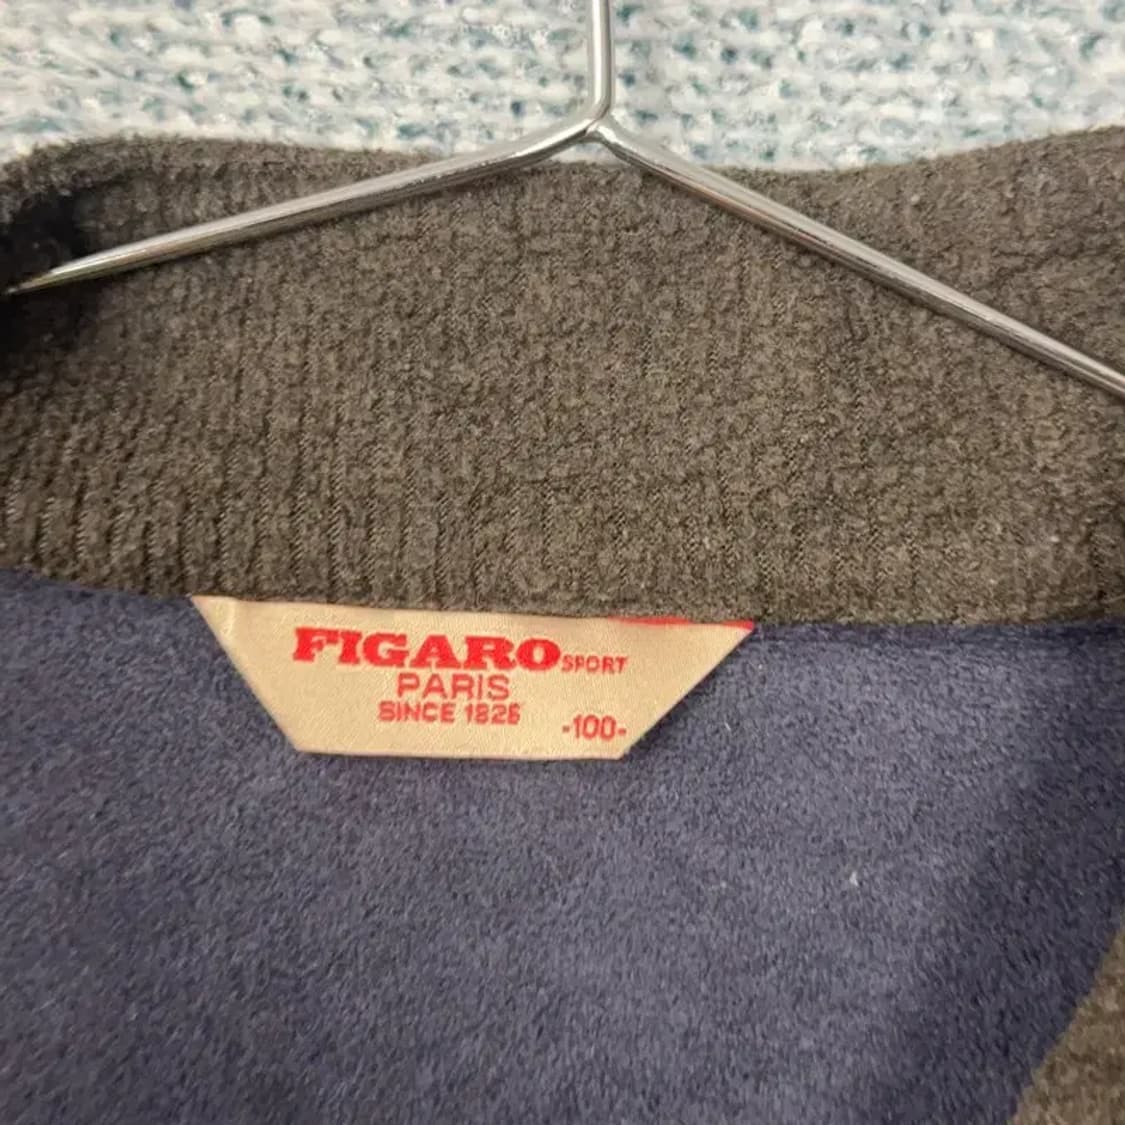 FIGARO SPORT
PARIS
SINCE 1826
-100-